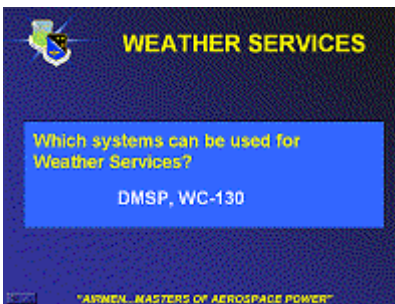 WEATHER SERVICES
Which systems can be used for
Weather Services?
DMSP, WC-130
"AIRMEN...MASTERS OF AEROSPACE POWER"